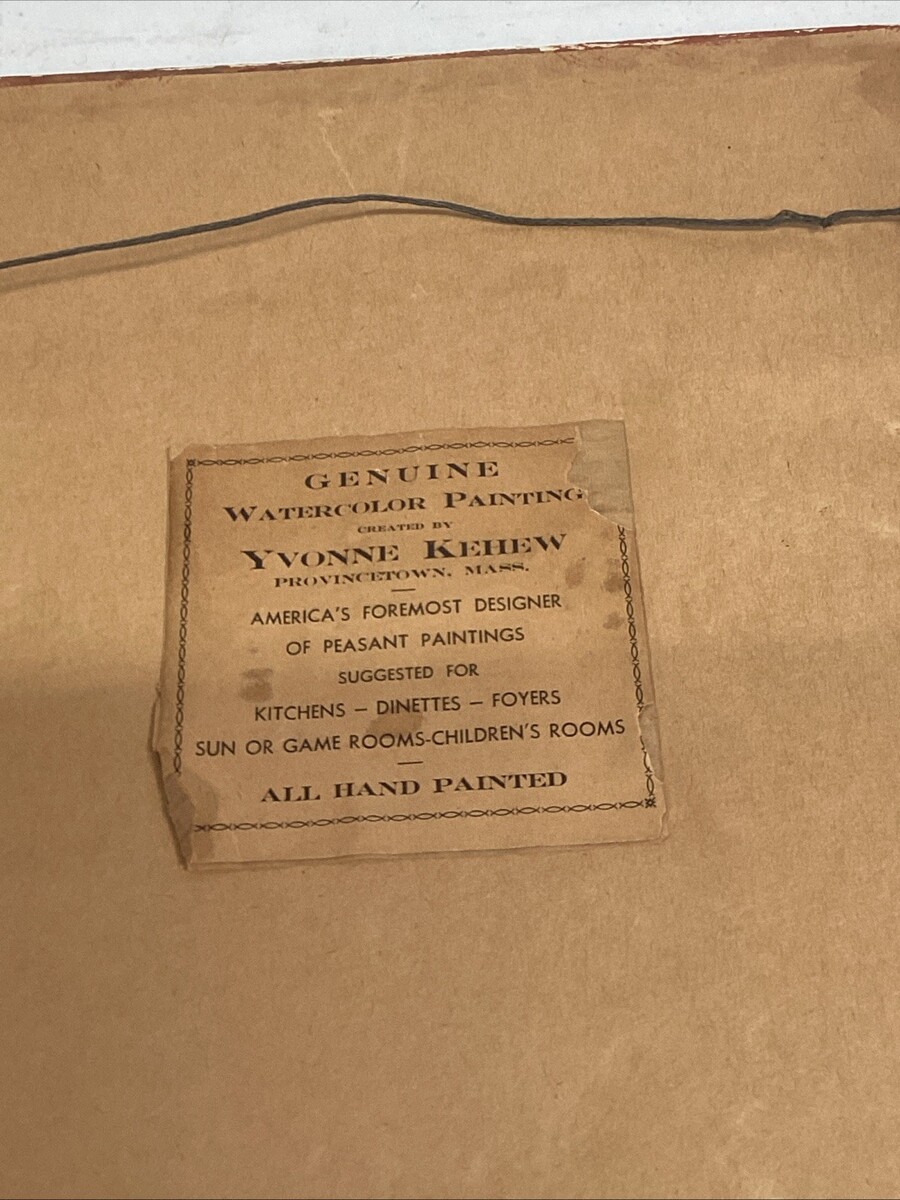 GENUINE
WATERCOLOR PAINTING
CREATED BY
YVONNE KEHEW
PROVINCETOWN, MASS.
AMERICA'S FOREMOST DESIGNER
OF PEASANT PAINTINGS
SUGGESTED FOR
KITCHENS – DINETTES – FOYERS
SUN OR GAME ROOMS-CHILDREN'S ROOMS
ALL HAND PAINTED